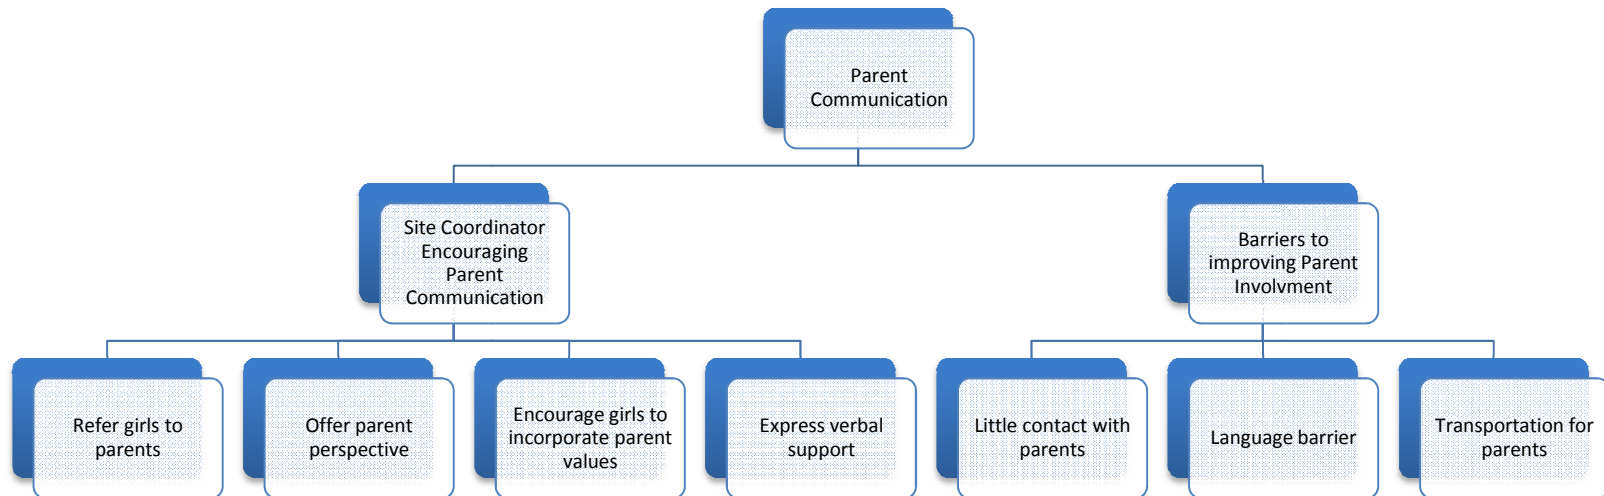 Parent
Communication
Site Coordinator
Encouraging
Parent
Communication
Barriers to
improving Parent
Involvment
Refer girls to
parents
Offer parent
perspective
Encourage girls to
incorporate parent
values
Express verbal
support
Little contact with
parents
Language barrier
Transportation for
parents